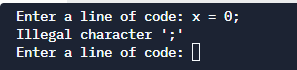 Enter a line of code: x = 0;
Illegal character ';'
Enter a line of code: